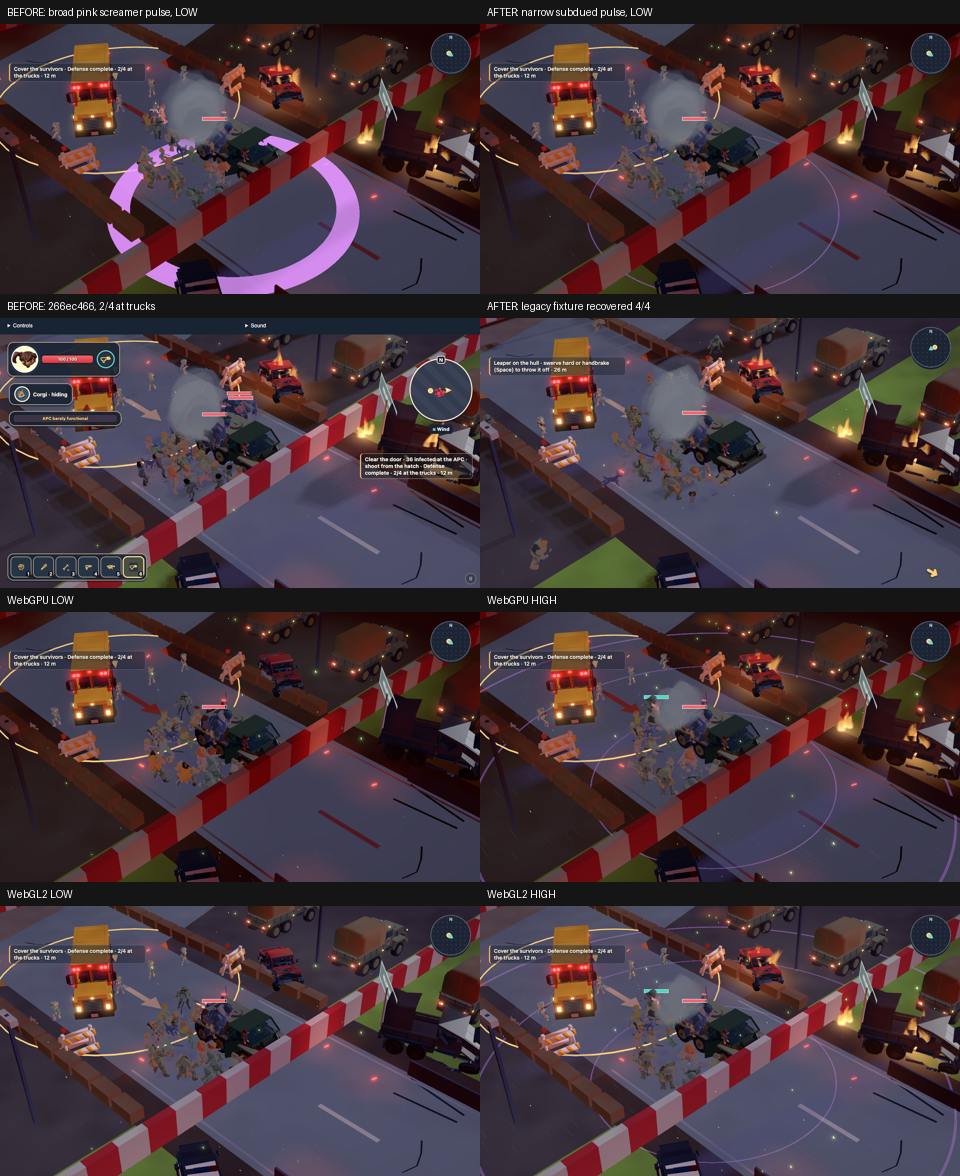 BEFORE: broad pink screamer pulse, LOW
AFTER: narrow subdued pulse, LOW
N
Cover the survivors · Defense complete · 2/4 at
the trucks · 12 m
N
Cover the survivors · Defense complete · 2/4 at
the trucks · 12 m
BEFORE: 266ec466, 2/4 at trucks
AFTER: legacy fixture recovered 4/4
Controls
Sound
100/100
Corgi · hiding
APC barely functional
N
Wind
Clear the door · 36 infected at the APC ·
shoot from the hatch · Defense
complete · 2/4 at the trucks · 12 m
1 2 3 4 5 6
Leaper on the hull · swerve hard or handbrake
(Space) to throw it off · 26 m
WebGPU LOW
WebGPU HIGH
N
Cover the survivors · Defense complete · 2/4 at
the trucks · 12 m
N
Cover the survivors · Defense complete · 2/4 at
the trucks · 12 m
WebGL2 LOW
WebGL2 HIGH
N
Cover the survivors · Defense complete · 2/4 at
the trucks · 12 m
N
Cover the survivors · Defense complete · 2/4 at
the trucks · 12 m